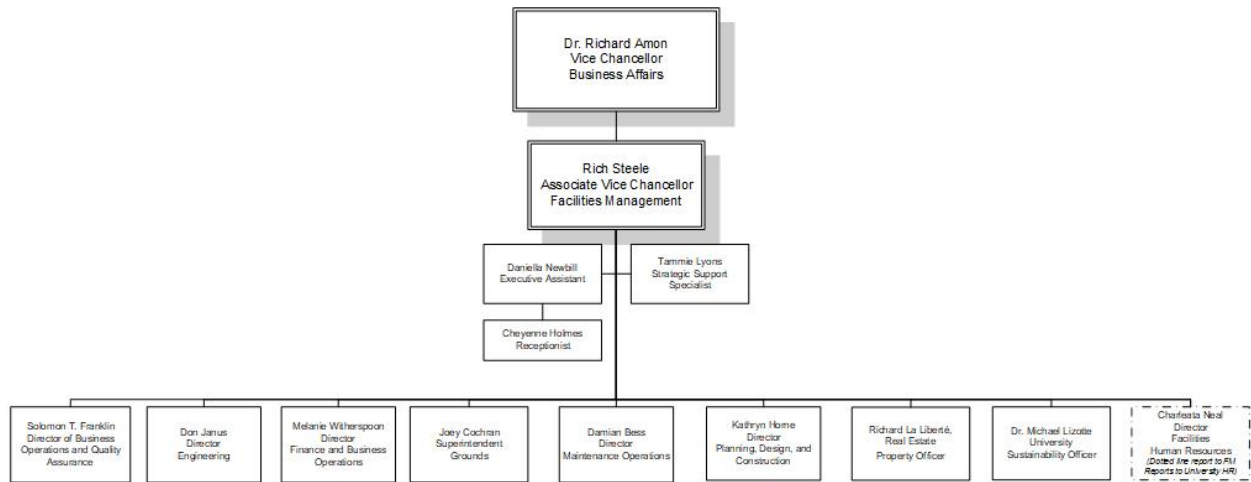 Dr. Richard Amon
Vice Chancellor
Business Affairs
Rich Steele
Associate Vice Chancellor
Facilities Management
Daniella Newbill
Executive Assistant
Tammie Lyons
Strategic Support
Specialist
Cheyenne Holmes
Receptionist
Solomon T. Franklin
Director of Business
Operations and Quality
Assurance
Don Janus
Director
Engineering
Melanie Witherspoon
Director
Finance and Business
Operations
Joey Cochran
Superintendent
Grounds
Damian Bess
Director
Maintenance Operations
Kathryn Horne
Director
Planning, Design, and
Construction
Richard La Liberté,
Real Estate
Property Officer
Dr. Michael Lizotte
University
Sustainability Officer
Charleata Neal
Director
Facilities
Human Resources
(Dotted line report to FM
Reports to University HR)